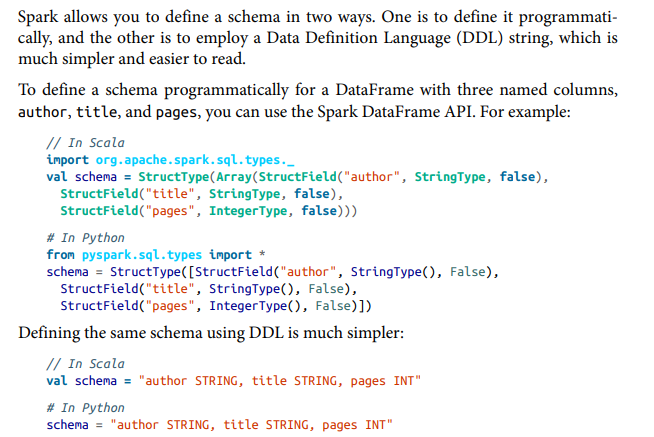 Spark allows you to define a schema in two ways. One is to define it programmati-
cally, and the other is to employ a Data Definition Language (DDL) string, which is
much simpler and easier to read.
To define a schema programmatically for a DataFrame with three named columns,
author, title, and pages, you can use the Spark DataFrame API. For example:
// In Scala
import org.apache.spark.sql.types._
val schema = StructType(Array(StructField("author", StringType, false),
  StructField("title", StringType, false),
  StructField("pages", IntegerType, false)))
# In Python
from pyspark.sql.types import *
schema = StructType([StructField("author", StringType(), False),
  StructField("title", StringType(), False),
  StructField("pages", IntegerType(), False)])
Defining the same schema using DDL is much simpler:
// In Scala
val schema = "author STRING, title STRING, pages INT"
# In Python
schema = "author STRING, title STRING, pages INT"